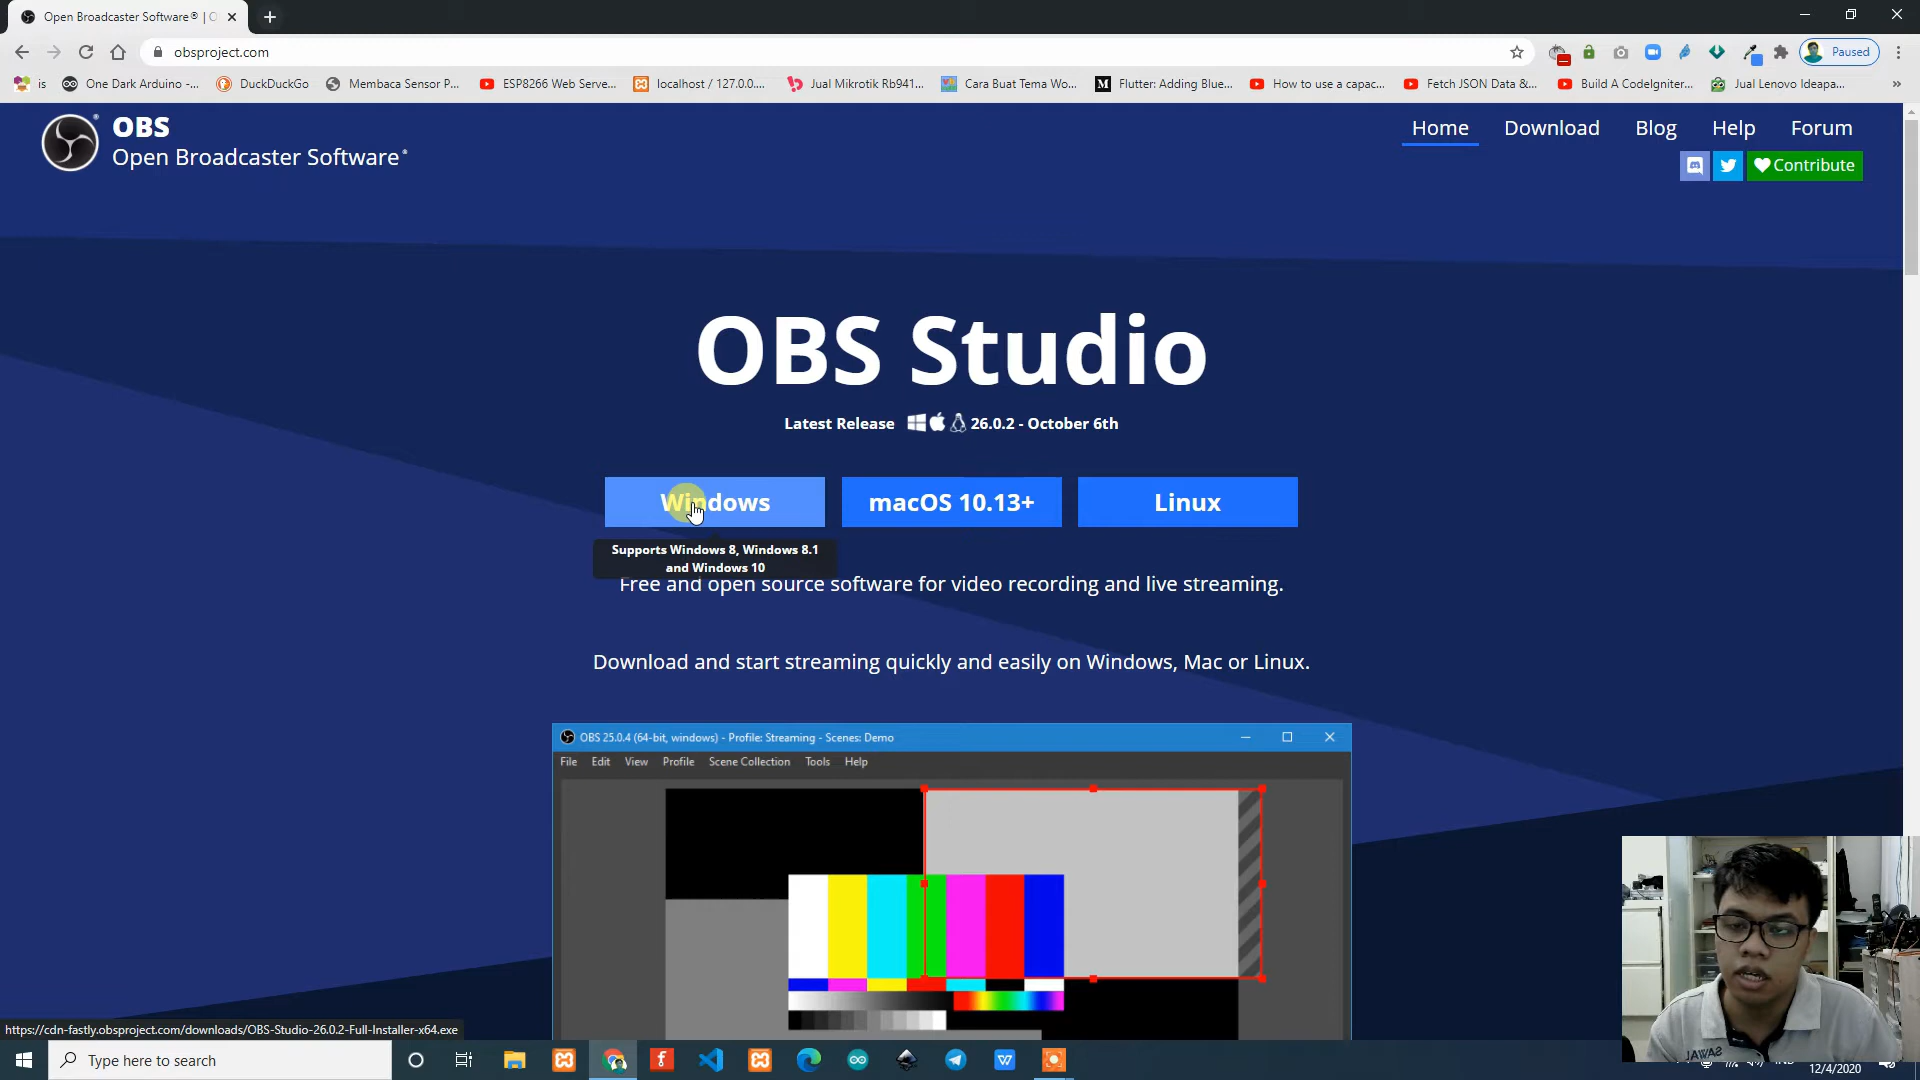 Open Broadcaster Software® | O
obsproject.com
Paused
is
One Dark Arduino -...
DuckDuckGo
Membaca Sensor P...
ESP8266 Web Serve...
localhost / 127.0.0....
Jual Mikrotik Rb941...
Cara Buat Tema Wo...
Flutter: Adding Blue...
How to use a capac...
Fetch JSON Data &...
Build A CodeIgniter...
Jual Lenovo Ideapa...
»
OBS
Open Broadcaster Software®
Home
Download
Blog
Help
Forum
Contribute
OBS Studio
Latest Release 26.0.2 - October 6th
Windows
macOS 10.13+
Linux
Supports Windows 8, Windows 8.1
and Windows 10
Free and open source software for video recording and live streaming.
Download and start streaming quickly and easily on Windows, Mac or Linux.
OBS 25.0.4 (64-bit, windows) - Profile: Streaming - Scenes: Demo
File Edit View Profile Scene Collection Tools Help
https://cdn-fastly.obsproject.com/downloads/OBS-Studio-26.0.2-Full-Installer-x64.exe
Type here to search
12/4/2020